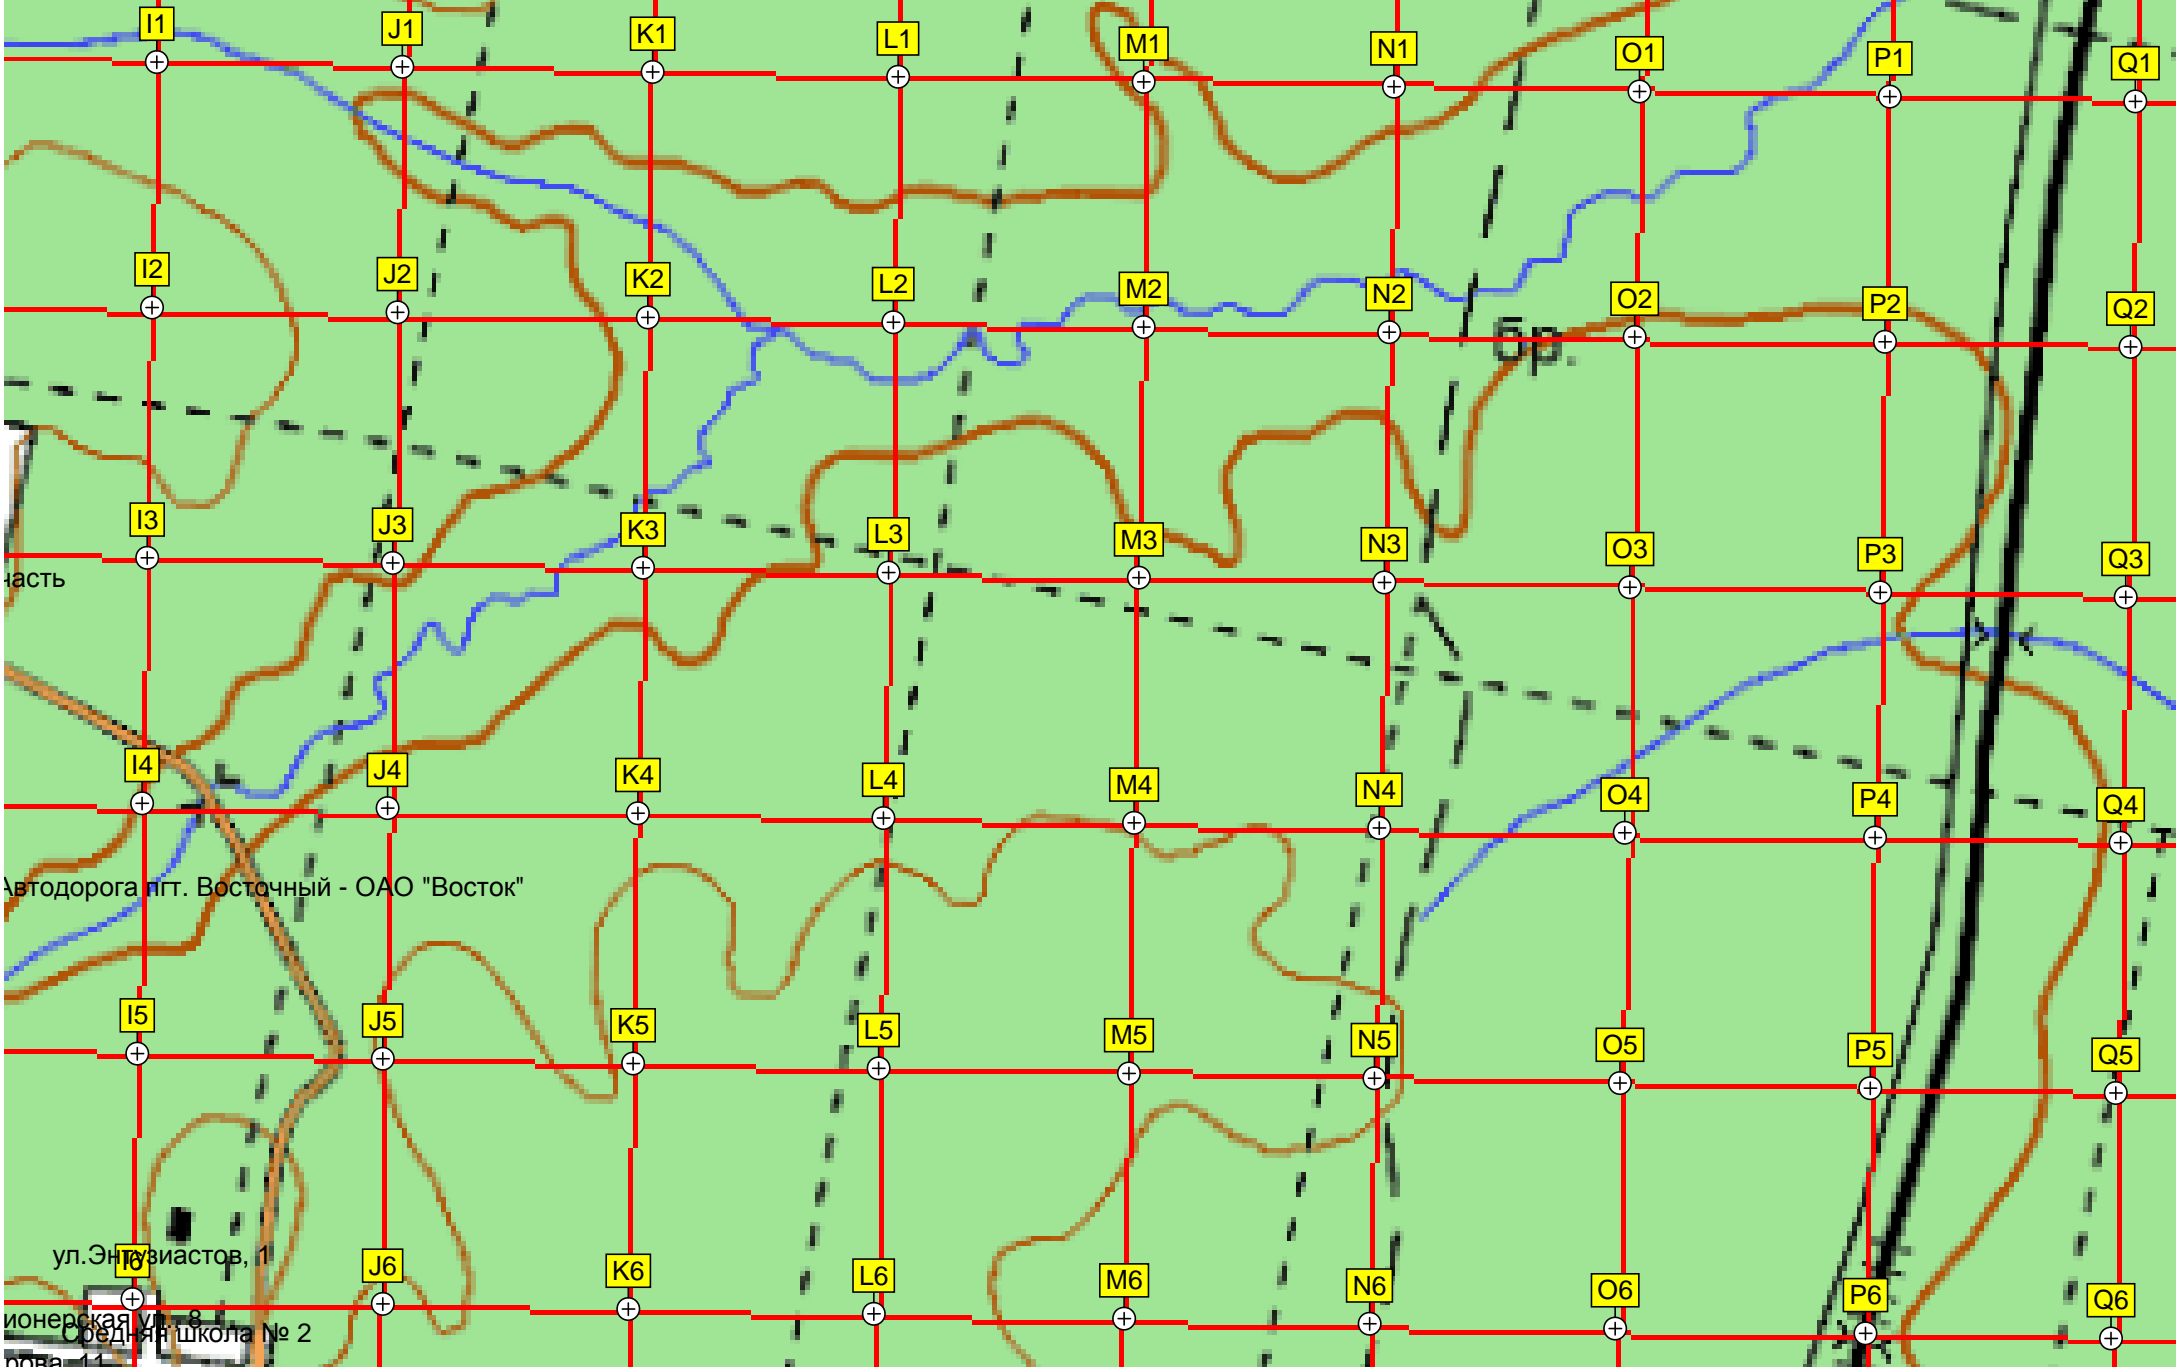 I1 J1 K1 L1 M1 N1 O1 P1 Q1
I2 J2 K2 L2 M2 N2 O2 P2 Q2
бр.
I3 J3 K3 L3 M3 N3 O3 P3 Q3
часть
I4 J4 K4 L4 M4 N4 O4 P4 Q4
Автодорога пгт. Восточный - ОАО "Восток"
I5 J5 K5 L5 M5 N5 O5 P5 Q5
ул.Энтузиастов, 1
I6 J6 K6 L6 M6 N6 O6 P6 Q6
ионерская ул., 8
Средняя школа № 2
рова, 11